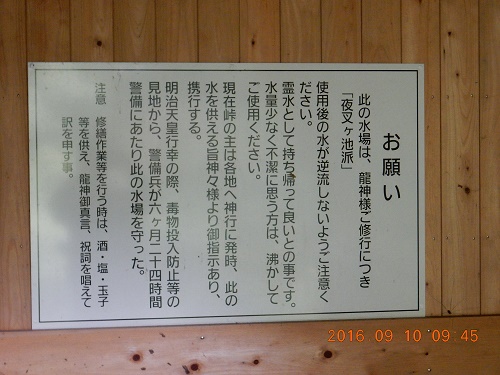 お願い
此の水場は、龍神様ご修行につき
「夜叉ヶ池派」
使用後の水が逆流しないようご注意く
ださい。
霊水として持ち帰って良いとの事です。
水量少なく不潔に思う方は、沸かして
ご使用ください。
現在峠の主は各地へ神行に発時、此の
水を供える旨神々様より御指示あり、
携行する。
明治天皇行幸の際、毒物投入防止等の
見地から、警備兵が六ヶ月二十四時間
警備にあたり此の水場を守った。
注意 修繕作業等を行う時は、酒・塩・玉子
等を供え、龍神御真言、祝詞を唱えて
訳を申す事。
2016 09 10 09 45